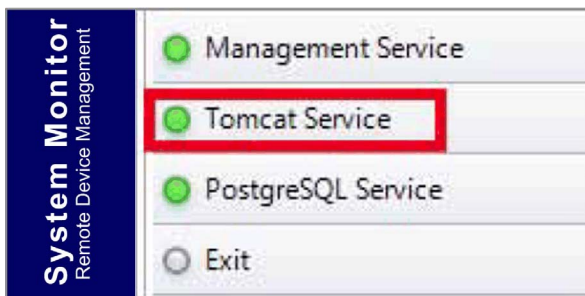 System Monitor
Remote Device Management
Management Service
Tomcat Service
PostgreSQL Service
Exit